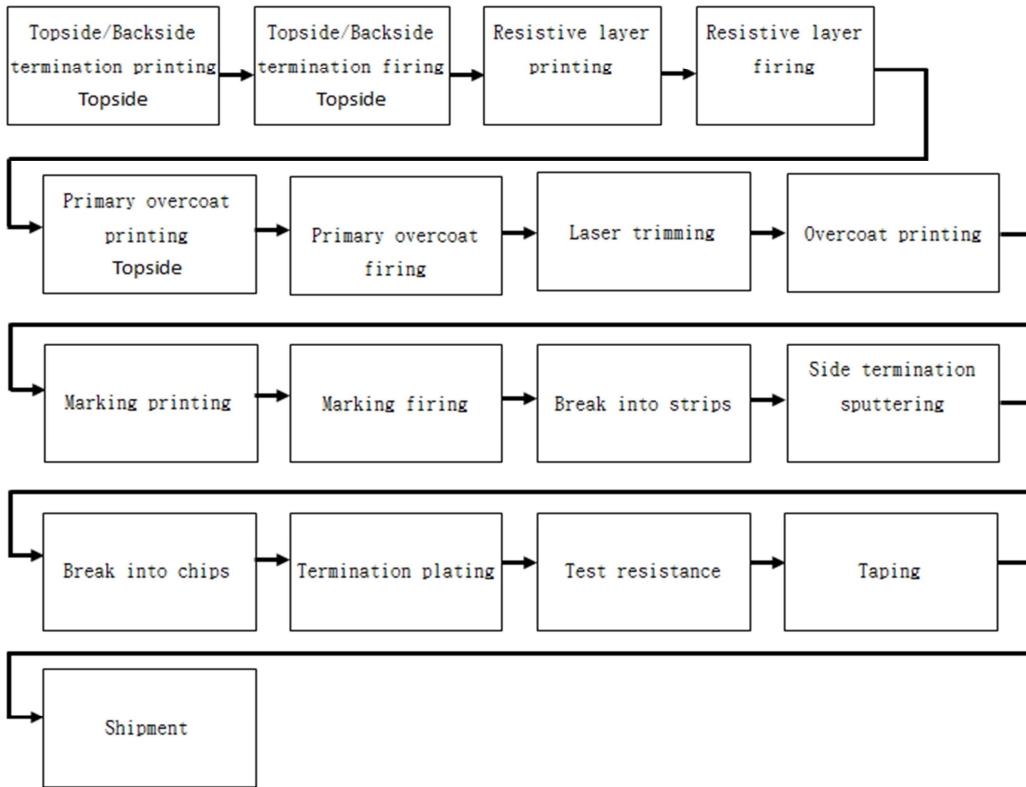 Topside/Backside
termination printing
Topside
Topside/Backside
termination firing
Topside
Resistive layer
printing
Resistive layer
firing
Primary overcoat
printing
Topside
Primary overcoat
firing
Laser trimming
Overcoat printing
Marking printing
Marking firing
Break into strips
Side termination
sputtering
Break into chips
Termination plating
Test resistance
Taping
Shipment